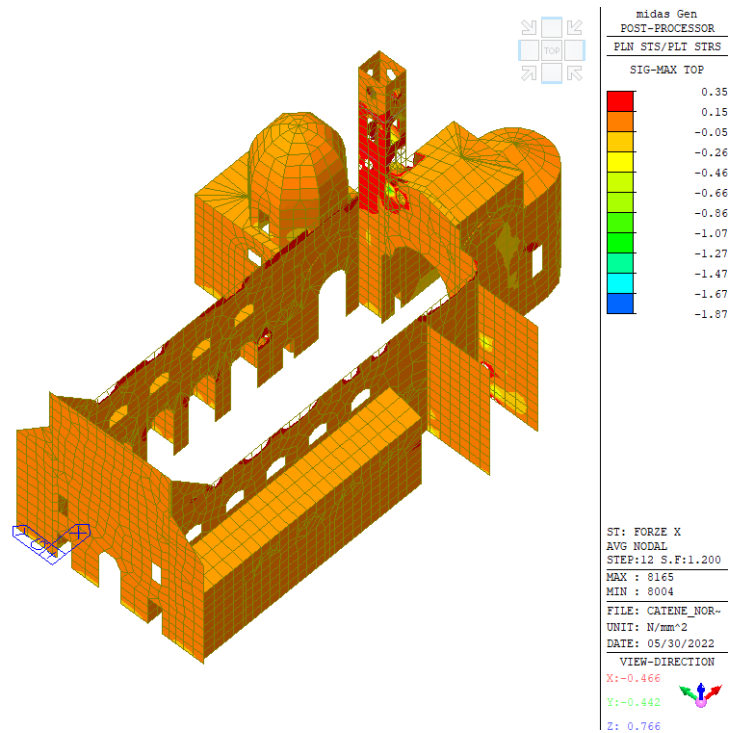 midas Gen
POST-PROCESSOR
PLN STS/PLT STRS
SIG-MAX TOP
0.35
0.15
-0.05
-0.26
-0.46
-0.66
-0.86
-1.07
-1.27
-1.47
-1.67
-1.87
TOP
ST: FORZE X
AVG NODAL
STEP:12 S.F:1.200
MAX : 8165
MIN : 8004
FILE: CATENE_NOR~
UNIT: N/mm^2
DATE: 05/30/2022
VIEW-DIRECTION
X:-0.466
Y:-0.442
Z: 0.766